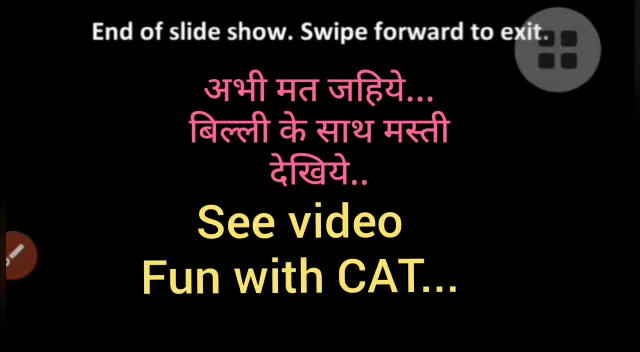 End of slide show. Swipe forward to exit.
अभी मत जहिये...
बिल्ली के साथ मस्ती
देखिये..
See video
Fun with CAT...